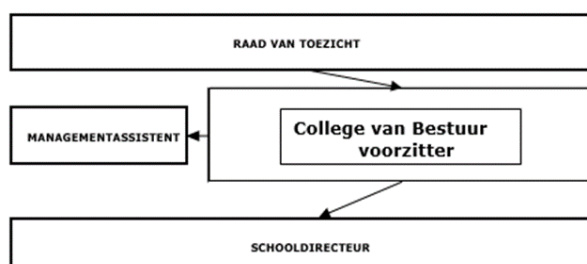 RAAD VAN TOEZICHT
MANAGEMENTASSISTENT
College van Bestuur
voorzitter
SCHOOLDIRECTEUR